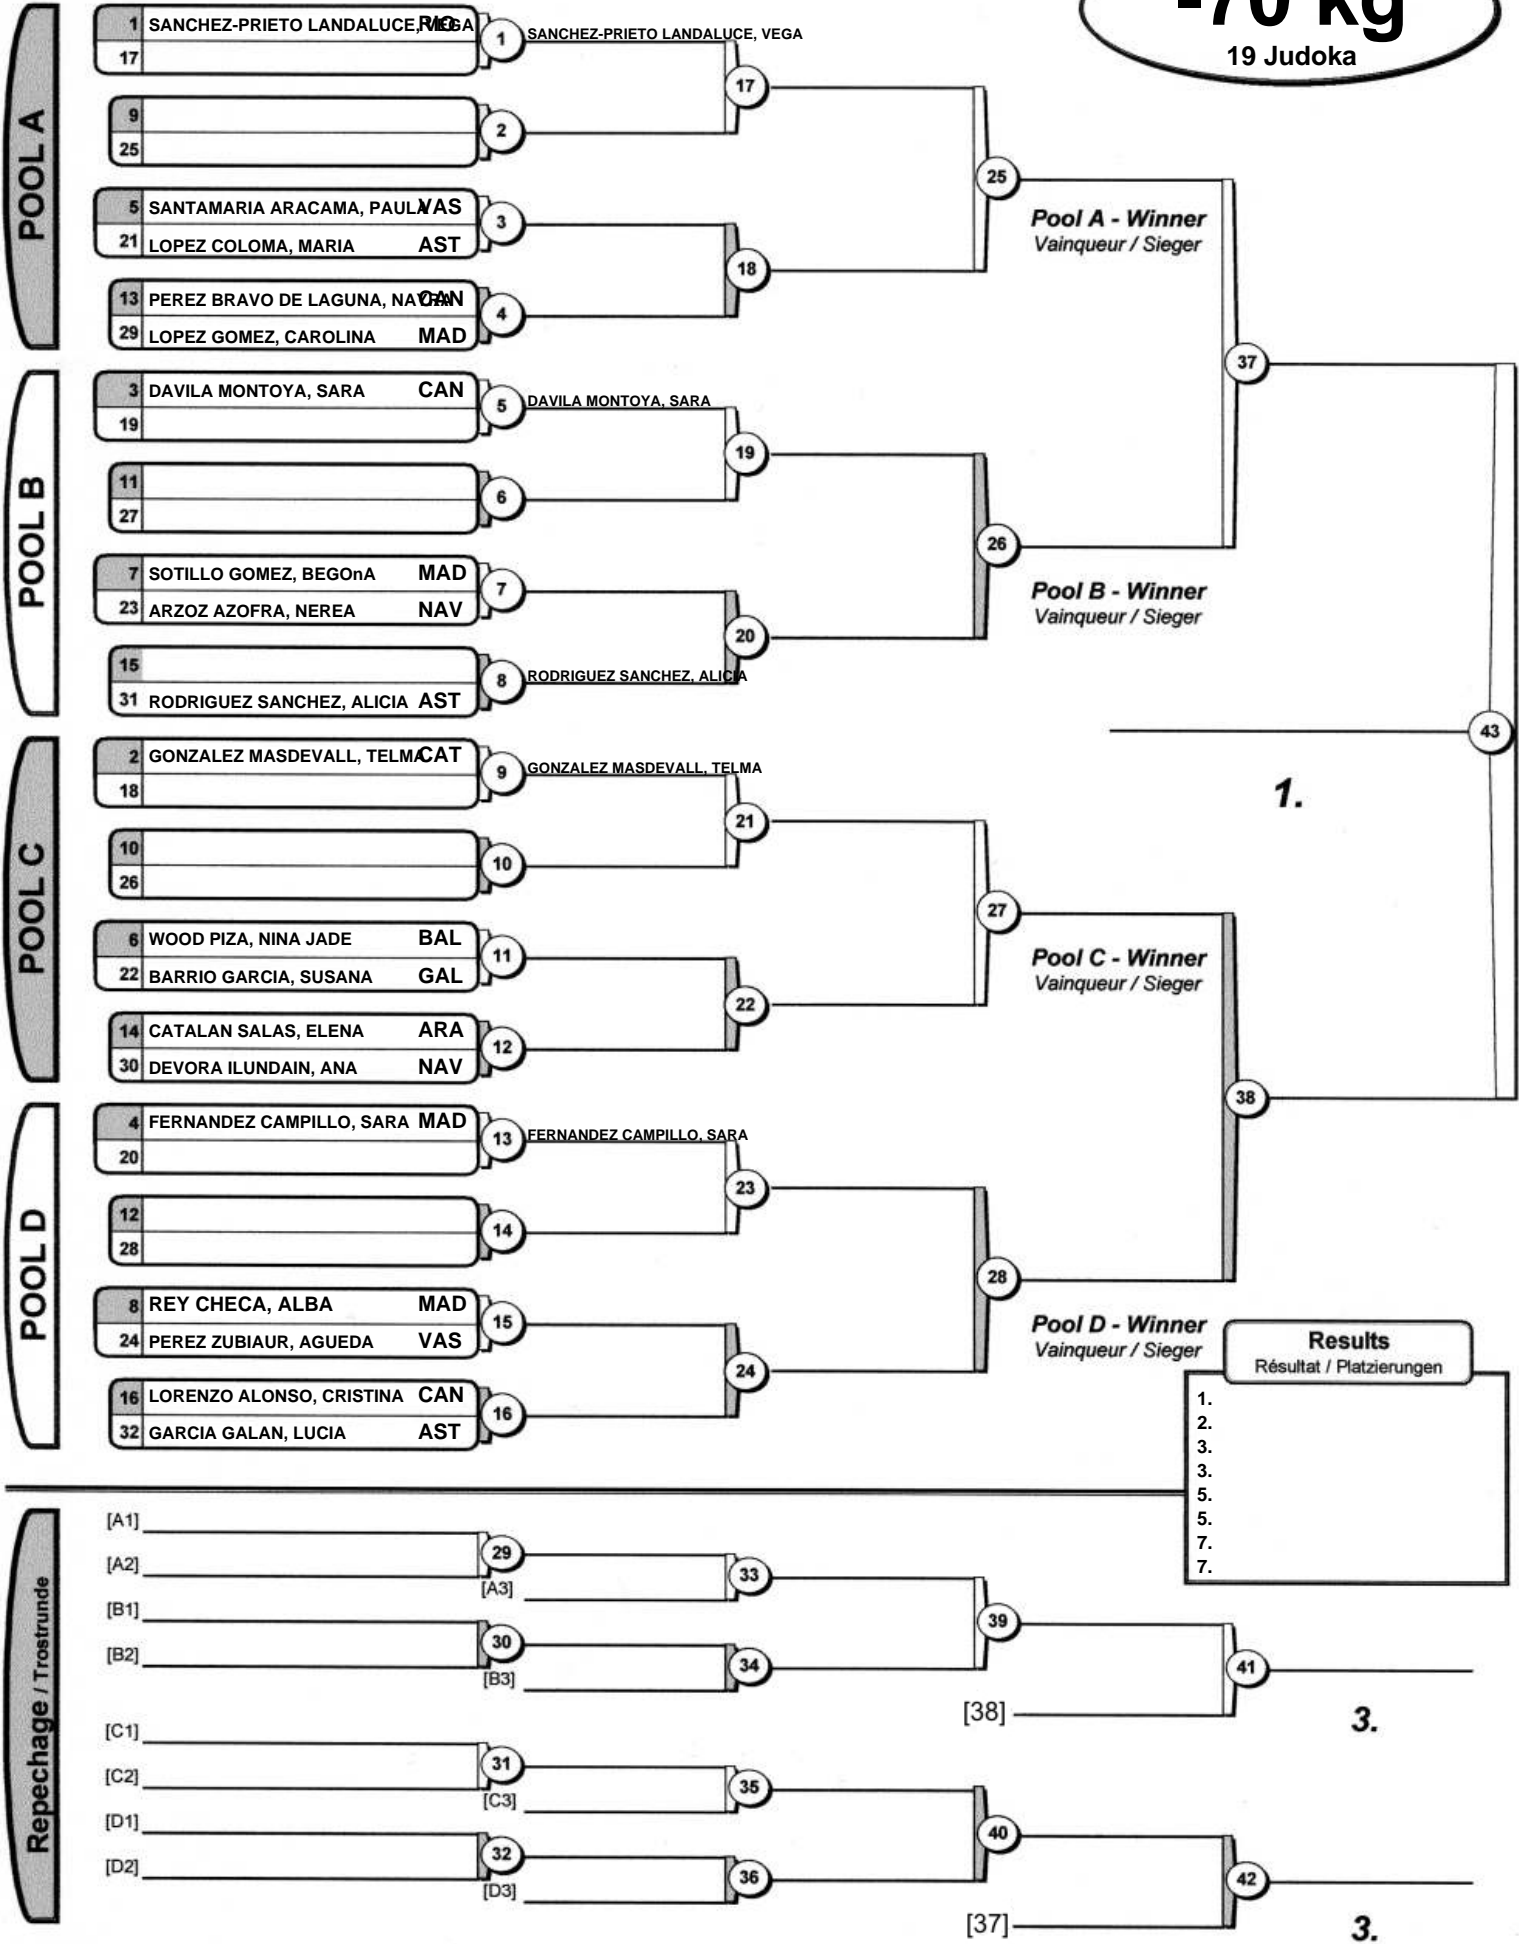 -70 kg
19 Judoka
POOL A
1 SANCHEZ-PRIETO LANDALUCE, VEGA RIO
17
1 SANCHEZ-PRIETO LANDALUCE, VEGA
9
25
2
17
5 SANTAMARIA ARACAMA, PAULA VAS
21 LOPEZ COLOMA, MARIA AST
3
13 PEREZ BRAVO DE LAGUNA, NAYRA CAN
29 LOPEZ GOMEZ, CAROLINA MAD
4
18
25
Pool A - Winner
Vainqueur / Sieger
POOL B
3 DAVILA MONTOYA, SARA CAN
19
5 DAVILA MONTOYA, SARA
11
27
6
19
7 SOTILLO GOMEZ, BEGOnA MAD
23 ARZOZ AZOFRA, NEREA NAV
7
15
31 RODRIGUEZ SANCHEZ, ALICIA AST
8 RODRIGUEZ SANCHEZ, ALICIA
20
26
Pool B - Winner
Vainqueur / Sieger
37
43
1.
POOL C
2 GONZALEZ MASDEVALL, TELMA CAT
18
9 GONZALEZ MASDEVALL, TELMA
10
26
10
21
6 WOOD PIZA, NINA JADE BAL
22 BARRIO GARCIA, SUSANA GAL
11
14 CATALAN SALAS, ELENA ARA
30 DEVORA ILUNDAIN, ANA NAV
12
22
27
Pool C - Winner
Vainqueur / Sieger
POOL D
4 FERNANDEZ CAMPILLO, SARA MAD
20
13 FERNANDEZ CAMPILLO, SARA
12
28
14
23
8 REY CHECA, ALBA MAD
24 PEREZ ZUBIAUR, AGUEDA VAS
15
16 LORENZO ALONSO, CRISTINA CAN
32 GARCIA GALAN, LUCIA AST
16
24
28
Pool D - Winner
Vainqueur / Sieger
38
Results
Résultat / Platzierungen
1.
2.
3.
3.
5.
5.
7.
7.
Repechage / Trostrunde
[A1]
[A2]
29
[A3]
33
[B1]
[B2]
30
[B3]
34
39
[38]
41
3.
[C1]
[C2]
31
[C3]
35
[D1]
[D2]
32
[D3]
36
40
[37]
42
3.